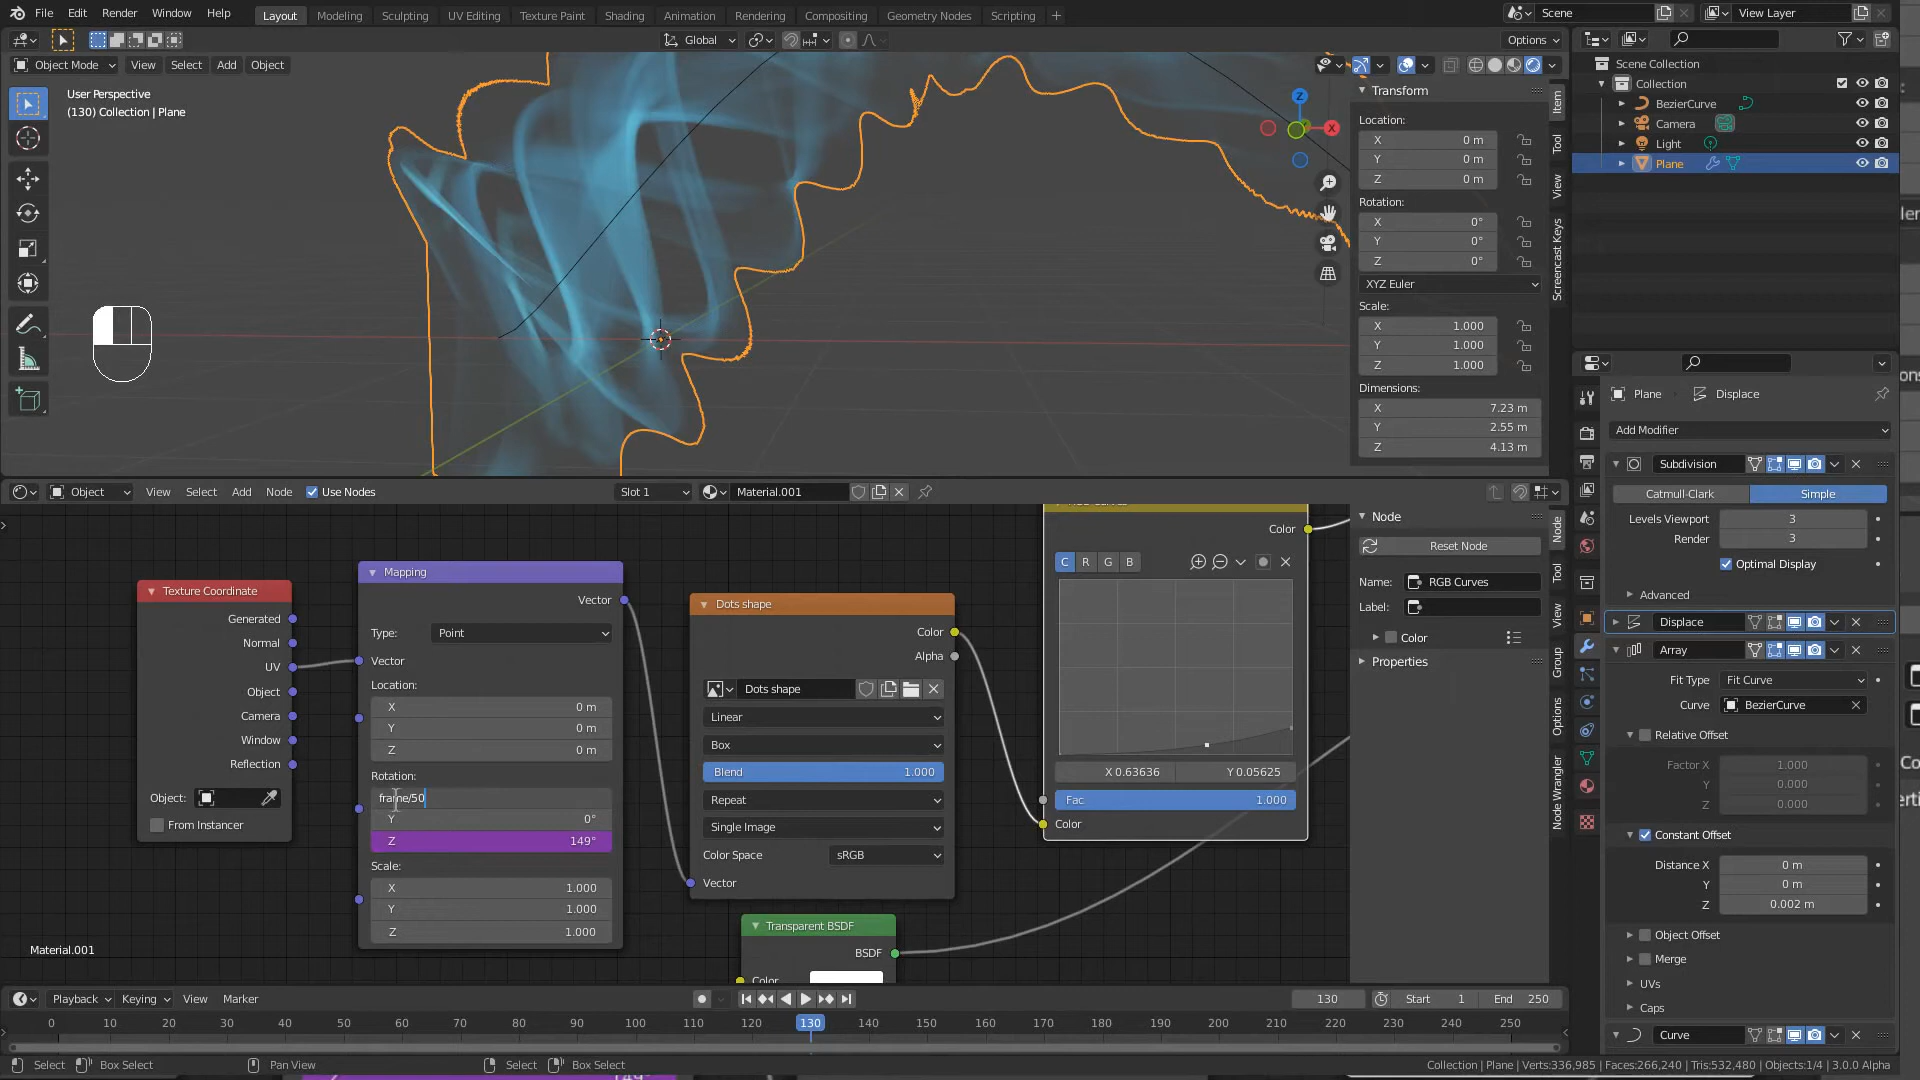 File Edit Render Window Help Layout Modeling Sculpting UV Editing Texture Paint Shading Animation Rendering Compositing Geometry Nodes Scripting + Scene View Layer
Global Options
Object Mode View Select Add Object
User Perspective
(130) Collection | Plane
Z
X
Transform
Location:
X 0 m
Y 0 m
Z 0 m
Rotation:
X 0°
Y 0°
Z 0°
XYZ Euler
Scale:
X 1.000
Y 1.000
Z 1.000
Dimensions:
X 7.23 m
Y 2.55 m
Z 4.13 m
Item
Tool
View
Screencast Keys
Scene Collection
Collection
BezierCurve
Camera
Light
Plane
Plane Displace
Add Modifier
Subdivision
Catmull-Clark Simple
Levels Viewport 3
Render 3
Optimal Display
Advanced
Displace
Array
Fit Type Fit Curve
Curve BezierCurve
Relative Offset
Factor X 1.000
Y 0.000
Z 0.000
Constant Offset
Distance X 0 m
Y 0 m
Z 0.002 m
Object Offset
Merge
UVs
Caps
Curve
Object View Select Add Node Use Nodes Slot 1 Material.001
Texture Coordinate
Generated
Normal
UV
Object
Camera
Window
Reflection
Object:
From Instancer
Mapping
Vector
Type: Point
Vector
Location:
X 0 m
Y 0 m
Z 0 m
Rotation:
frame/50
Y 0°
Z 149°
Scale:
X 1.000
Y 1.000
Z 1.000
Dots shape
Color
Alpha
Dots shape
Linear
Box
Blend 1.000
Repeat
Single Image
Color Space sRGB
Vector
Transparent BSDF
BSDF
Color
Color
C R G B
X 0.63636 Y 0.05625
Fac 1.000
Color
Node
Reset Node
Name: RGB Curves
Label:
Color
Properties
Node
Tool
View
Group
Options
Node Wrangler
Material.001
Playback Keying View Marker 130 Start 1 End 250
0 10 20 30 40 50 60 70 80 90 100 110 120 130 140 150 160 170 180 190 200 210 220 230 240 250
Select Box Select Pan View Select Box Select Collection | Plane | Verts:336,985 | Faces:266,240 | Tris:532,480 | Objects:1/4 | 3.0.0 Alpha